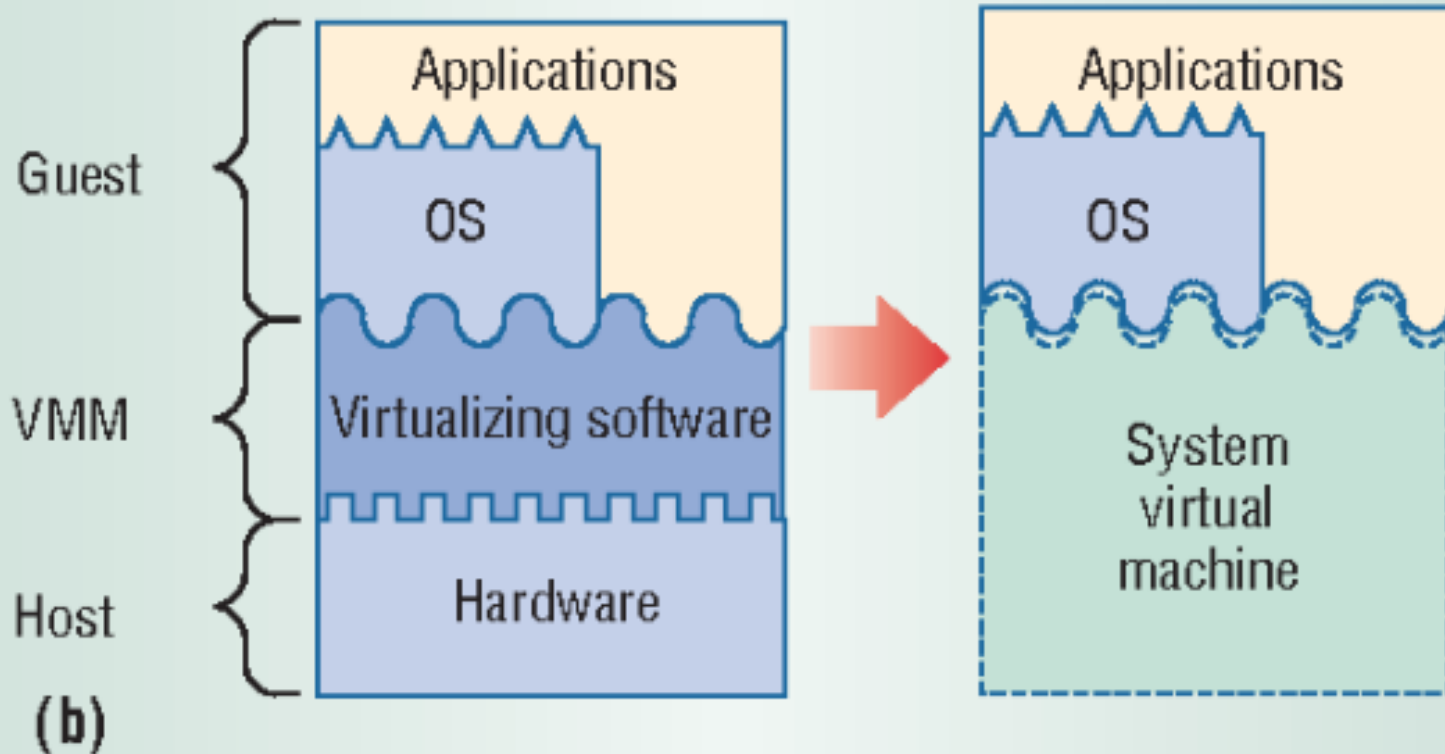 Guest
VMM
Host
(b)
Applications
OS
Virtualizing software
Hardware
Applications
OS
System
virtual
machine